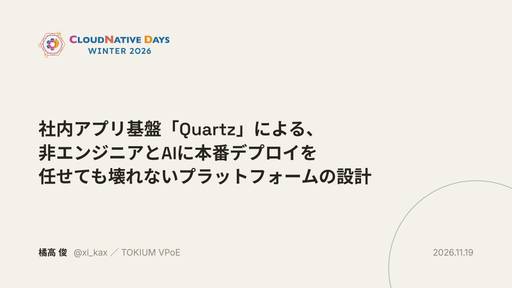 CLOUDNATIVE DAYS
WINTER 2026
社内アプリ基盤「Quartz」による、
非エンジニアとAIに本番デプロイを
任せても壊れないプラットフォームの設計
橘高 俊 @xi_kax ／ TOKIUM VPoE
2026.11.19